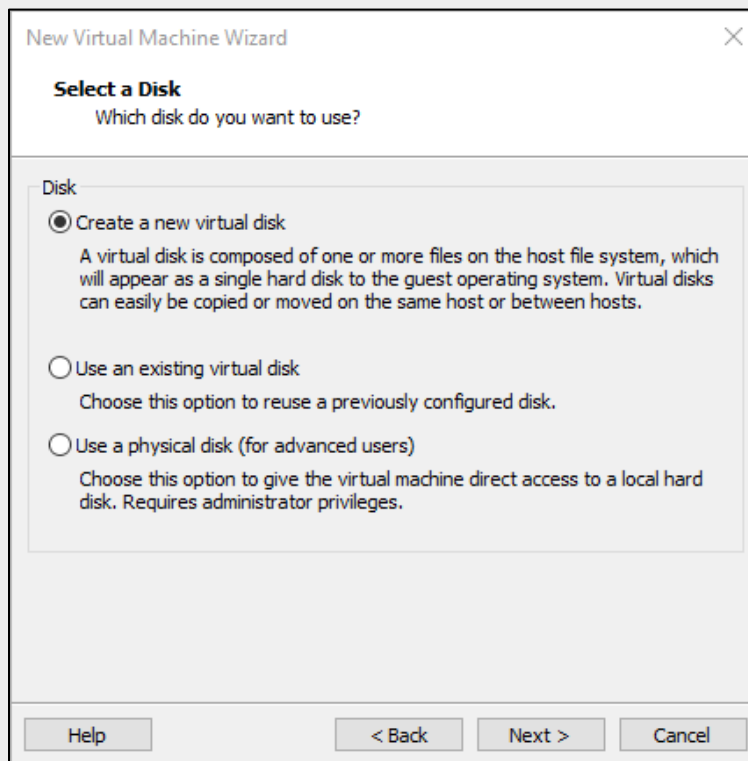 New Virtual Machine Wizard
Select a Disk
Which disk do you want to use?
Disk
Create a new virtual disk
A virtual disk is composed of one or more files on the host file system, which
will appear as a single hard disk to the guest operating system. Virtual disks
can easily be copied or moved on the same host or between hosts.
Use an existing virtual disk
Choose this option to reuse a previously configured disk.
Use a physical disk (for advanced users)
Choose this option to give the virtual machine direct access to a local hard
disk. Requires administrator privileges.
Help < Back Next > Cancel